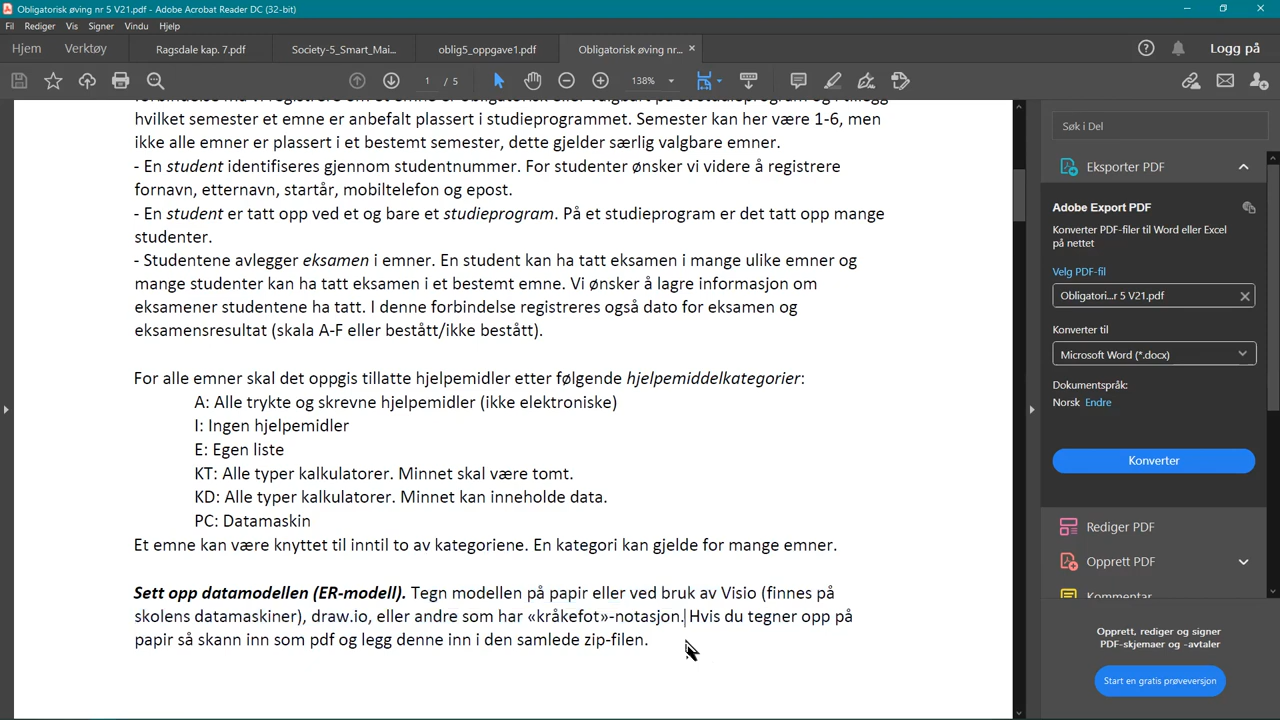 Obligatorisk øving nr 5 V21.pdf - Adobe Acrobat Reader DC (32-bit)
Fil Rediger Vis Signer Vindu Hjelp
Hjem Verktøy Ragsdale kap. 7.pdf Society-5_Smart_Mai... oblig5_oppgave1.pdf Obligatorisk øving nr... × Logg på
1 / 5 138%
hvilket semester et emne er anbefalt plassert i studieprogrammet. Semester kan her være 1-6, men
ikke alle emner er plassert i et bestemt semester, dette gjelder særlig valgbare emner.
- En student identifiseres gjennom studentnummer. For studenter ønsker vi videre å registrere
fornavn, etternavn, startår, mobiltelefon og epost.
- En student er tatt opp ved et og bare et studieprogram. På et studieprogram er det tatt opp mange
studenter.
- Studentene avlegger eksamen i emner. En student kan ha tatt eksamen i mange ulike emner og
mange studenter kan ha tatt eksamen i et bestemt emne. Vi ønsker å lagre informasjon om
eksamener studentene ha tatt. I denne forbindelse registreres også dato for eksamen og
eksamensresultat (skala A-F eller bestått/ikke bestått).
For alle emner skal det oppgis tillatte hjelpemidler etter følgende hjelpemiddelkategorier:
A: Alle trykte og skrevne hjelpemidler (ikke elektroniske)
I: Ingen hjelpemidler
E: Egen liste
KT: Alle typer kalkulatorer. Minnet skal være tomt.
KD: Alle typer kalkulatorer. Minnet kan inneholde data.
PC: Datamaskin
Et emne kan være knyttet til inntil to av kategoriene. En kategori kan gjelde for mange emner.
Sett opp datamodellen (ER-modell). Tegn modellen på papir eller ved bruk av Visio (finnes på
skolens datamaskiner), draw.io, eller andre som har «kråkefot»-notasjon. Hvis du tegner opp på
papir så skann inn som pdf og legg denne inn i den samlede zip-filen.
Søk i Del
Eksporter PDF
Adobe Export PDF
Konverter PDF-filer til Word eller Excel
på nettet
Velg PDF-fil
Obligatori...r 5 V21.pdf
Konverter til
Microsoft Word (*.docx)
Dokumentspråk:
Norsk Endre
Konverter
Rediger PDF
Opprett PDF
Kommentar
Opprett, rediger og signer
PDF-skjemaer og -avtaler
Start en gratis prøveversjon